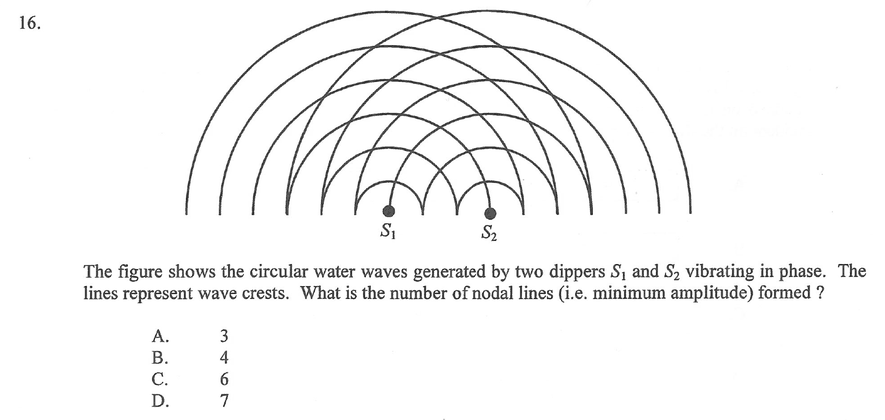 16.
S1 S2
The figure shows the circular water waves generated by two dippers S1 and S2 vibrating in phase. The
lines represent wave crests. What is the number of nodal lines (i.e. minimum amplitude) formed ?
A. 3
B. 4
C. 6
D. 7